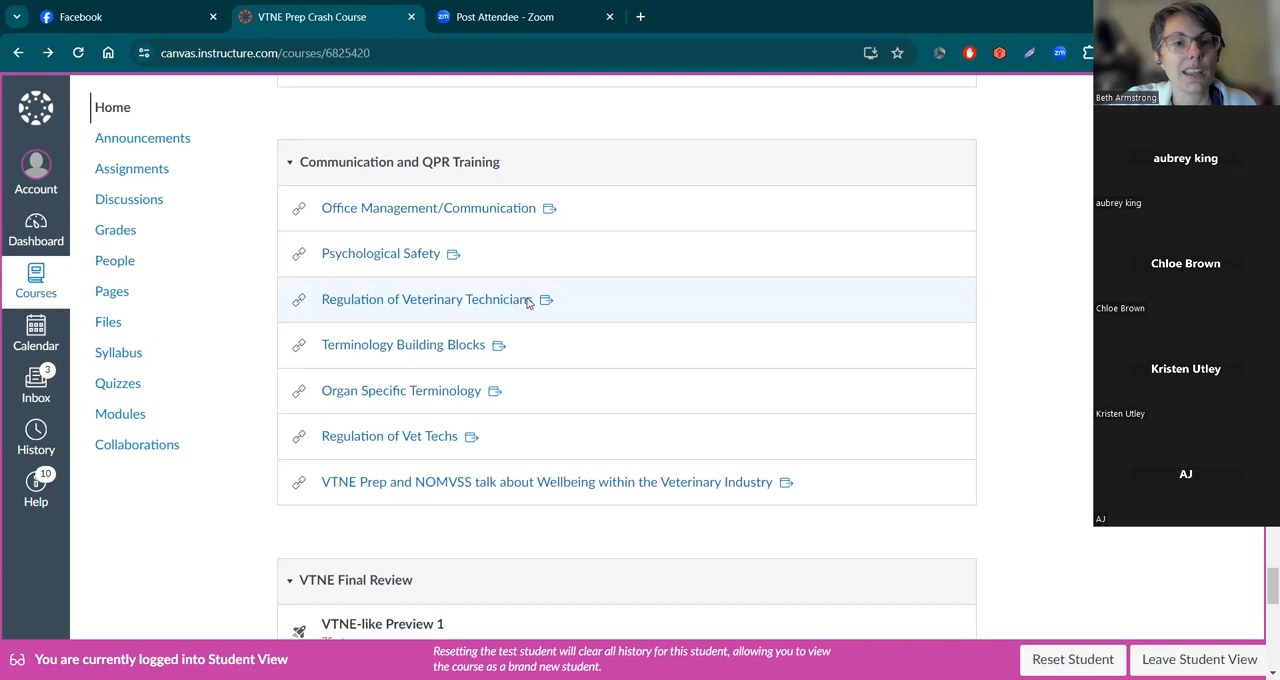 Facebook
VTNE Prep Crash Course
Post Attendee - Zoom
canvas.instructure.com/courses/6825420
zm
zm
Beth Armstrong
aubrey king
aubrey king
Chloe Brown
Chloe Brown
Kristen Utley
Kristen Utley
AJ
AJ
Account
Dashboard
Courses
Calendar
3
Inbox
History
10
Help
Home
Announcements
Assignments
Discussions
Grades
People
Pages
Files
Syllabus
Quizzes
Modules
Collaborations
Communication and QPR Training
Office Management/Communication
Psychological Safety
Regulation of Veterinary Technicians
Terminology Building Blocks
Organ Specific Terminology
Regulation of Vet Techs
VTNE Prep and NOMVSS talk about Wellbeing within the Veterinary Industry
VTNE Final Review
VTNE-like Preview 1
You are currently logged into Student View
Resetting the test student will clear all history for this student, allowing you to view
the course as a brand new student.
Reset Student
Leave Student View